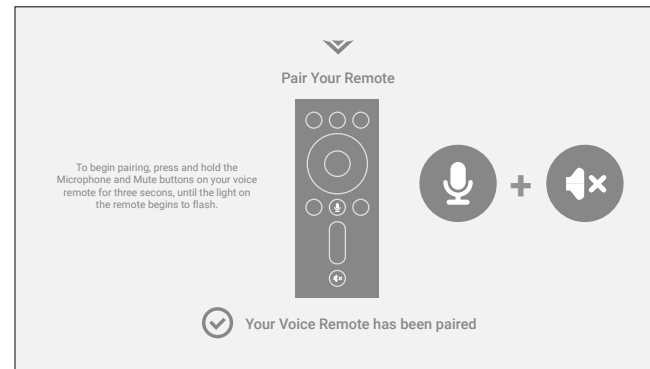 Pair Your Remote
To begin pairing, press and hold the
Microphone and Mute buttons on your voice
remote for three secons, until the light on
the remote begins to flash.
Your Voice Remote has been paired